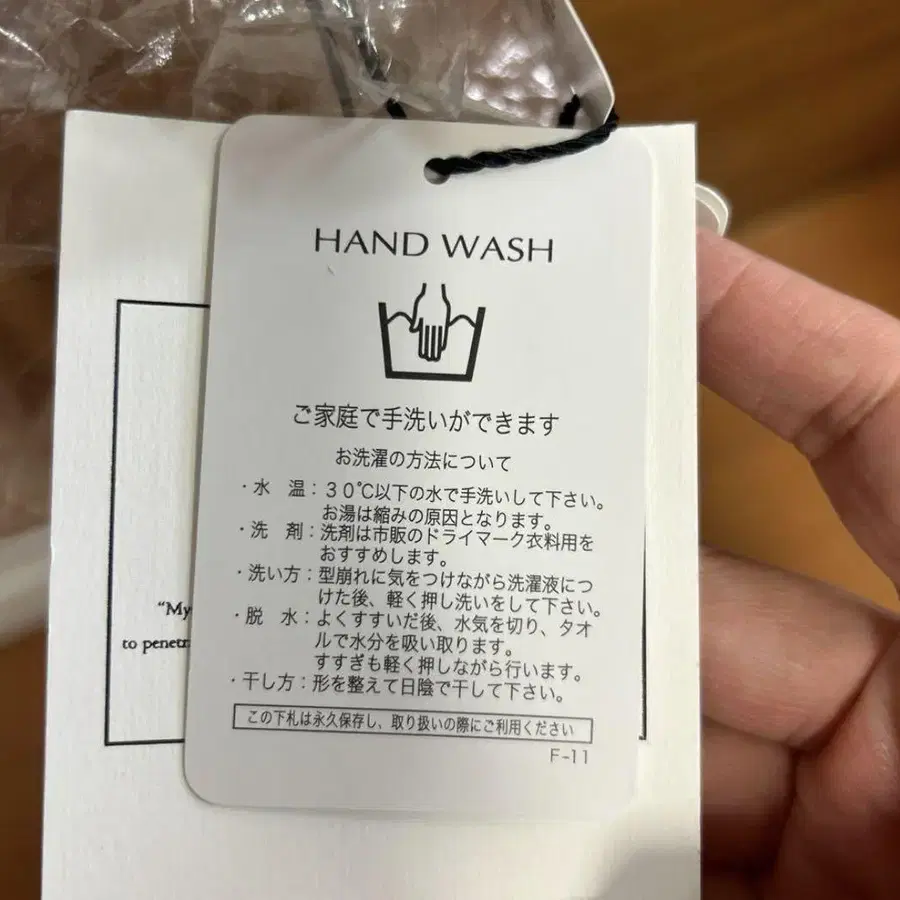 HAND WASH
ご家庭で手洗いができます
お洗濯の方法について
・水　温：３０℃以下の水で手洗いして下さい。
お湯は縮みの原因となります。
・洗　剤：洗剤は市販のドライマーク衣料用を
おすすめします。
・洗い方：型崩れに気をつけながら洗濯液につ
けた後、軽く押し洗いをして下さい。
・脱　水：よくすすいだ後、水気を切り、タオ
ルで水分を吸い取ります。
すすぎも軽く押しながら行います。
・干し方：形を整えて日陰で干して下さい。
この下札は永久保存し、取り扱いの際にご利用ください
F-11
“My
to